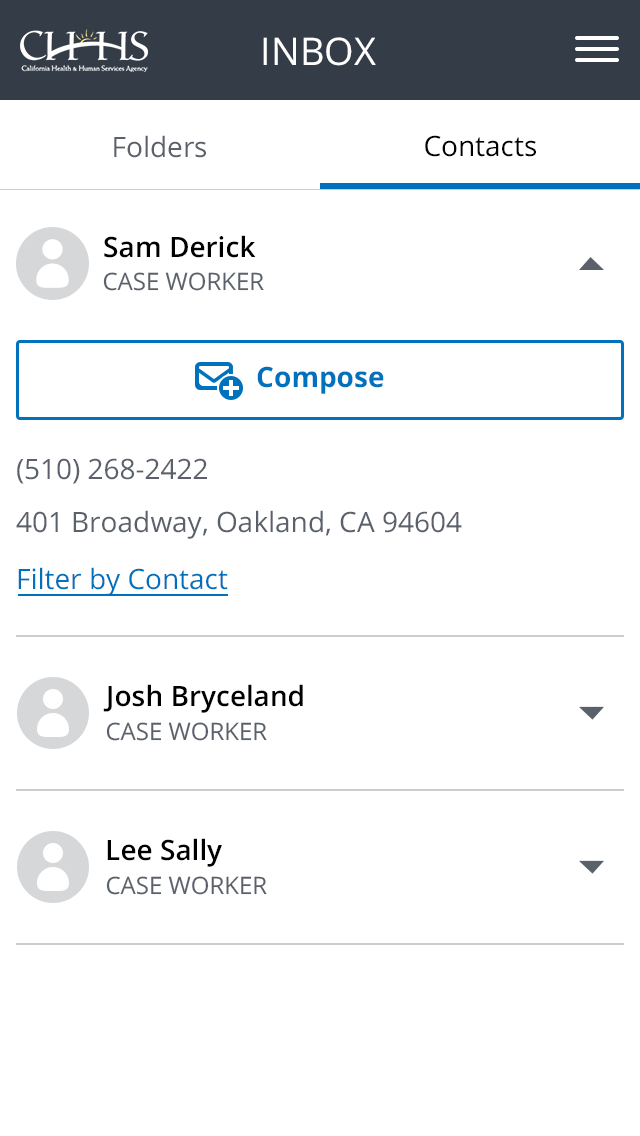 CHHS
California Health & Human Services Agency
INBOX
Folders
Contacts
Sam Derick
CASE WORKER
Compose
(510) 268-2422
401 Broadway, Oakland, CA 94604
Filter by Contact
Josh Bryceland
CASE WORKER
Lee Sally
CASE WORKER